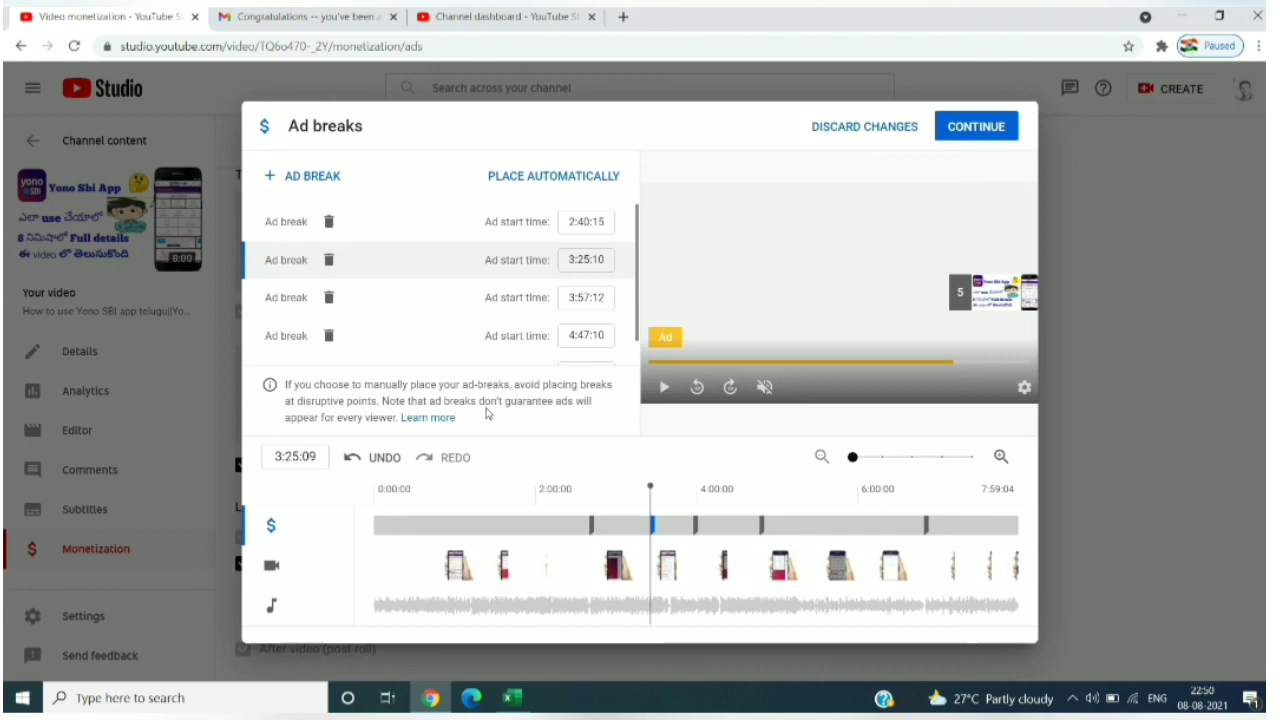 Video monetization - YouTube St
Congratulations -- you've been a
Channel dashboard - YouTube St
studio.youtube.com/video/TQ6o470-_2Y/monetization/ads
Paused
Studio
Search across your channel
CREATE
Ad breaks
DISCARD CHANGES
CONTINUE
Channel content
+ AD BREAK
PLACE AUTOMATICALLY
yono
SBI
Yono Sbi App
ఎలా use చేయాలో
8 నిమిషాలో Full details
ఈ video లో తెలుసుకోండి
8:00
Ad break
Ad start time:
2:40:15
Ad break
Ad start time:
3:25:10
Ad break
Ad start time:
3:57:12
Ad break
Ad start time:
4:47:10
5
Ad
Your video
How to use Yono SBI app telugu||Yo...
Details
Analytics
Editor
Comments
Subtitles
$ Monetization
Settings
Send feedback
If you choose to manually place your ad-breaks, avoid placing breaks
at disruptive points. Note that ad breaks don't guarantee ads will
appear for every viewer. Learn more
3:25:09
UNDO
REDO
0:00:00
2:00:00
4:00:00
6:00:00
7:59:04
$
After video (post-roll)
Type here to search
27°C Partly cloudy
ENG
22:50
08-08-2021